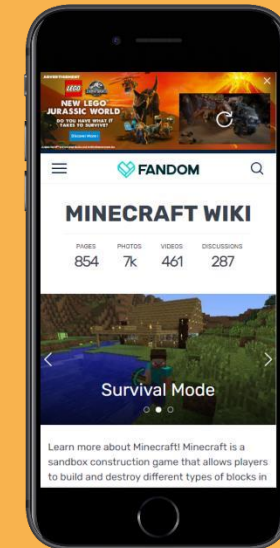 ADVERTISEMENT
LEGO JURASSIC WORLD
NEW LEGO
JURASSIC WORLD
DO YOU HAVE WHAT IT
TAKES TO SURVIVE?
FANDOM
MINECRAFT WIKI
PAGES PHOTOS VIDEOS DISCUSSIONS
854 7k 461 287
Survival Mode
Learn more about Minecraft! Minecraft is a
sandbox construction game that allows players
to build and destroy different types of blocks in